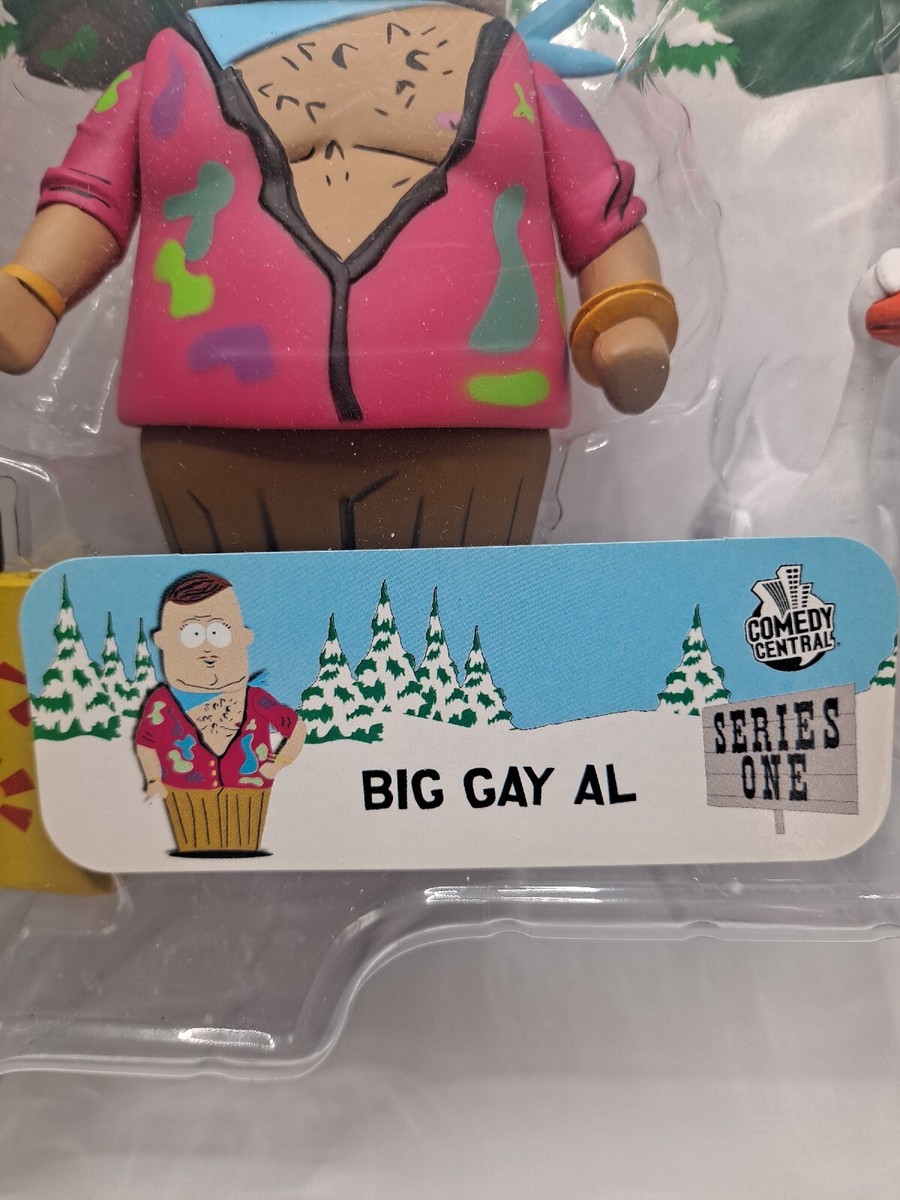 COMEDY
CENTRAL
SERIES
ONE
BIG GAY AL